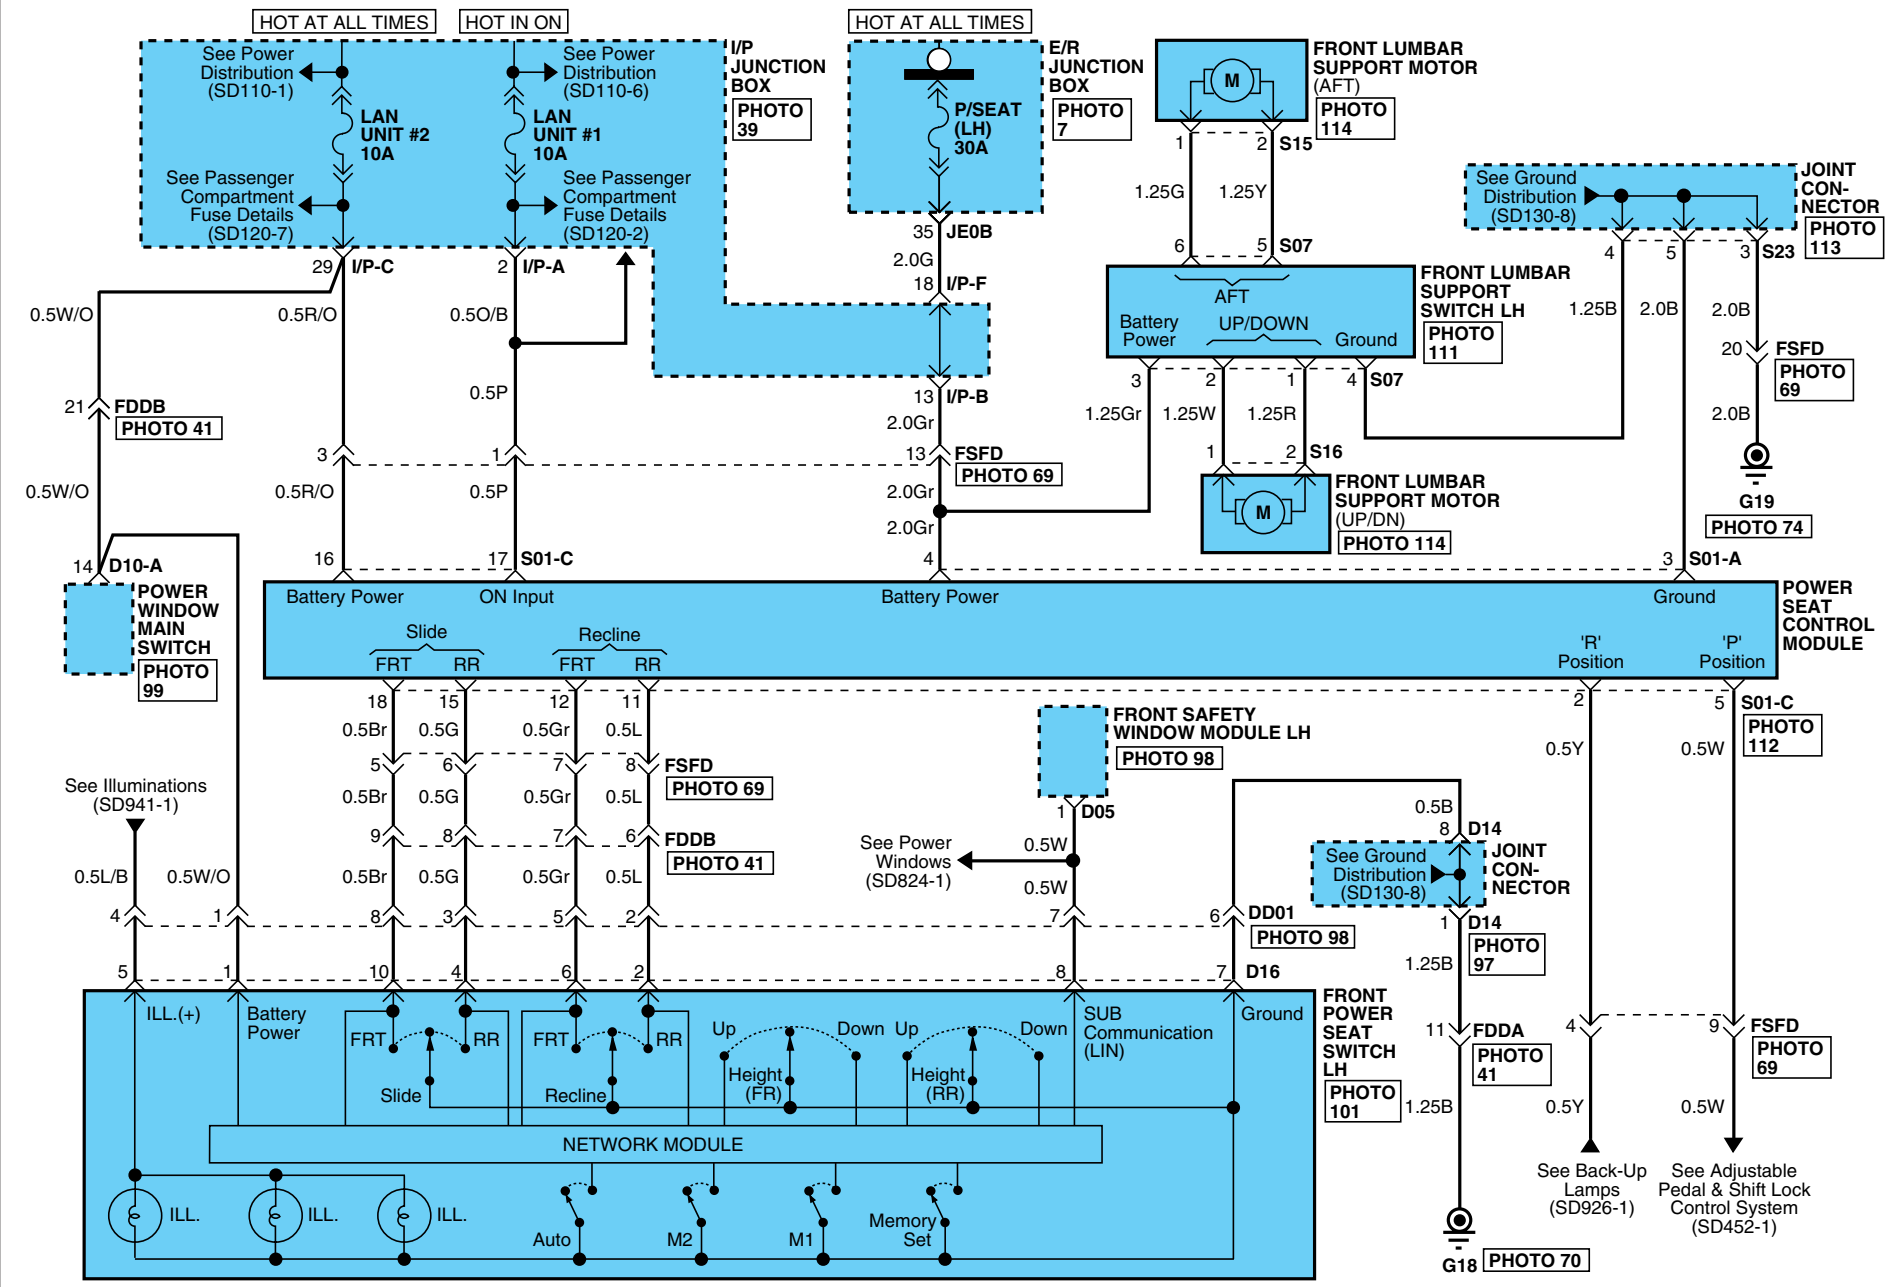 HOT AT ALL TIMES
HOT IN ON
HOT AT ALL TIMES
See Power
Distribution
(SD110-1)
LAN
UNIT #2
10A
See Passenger
Compartment
Fuse Details
(SD120-7)
See Power
Distribution
(SD110-6)
LAN
UNIT #1
10A
See Passenger
Compartment
Fuse Details
(SD120-2)
I/P
JUNCTION
BOX
PHOTO
39
P/SEAT
(LH)
30A
E/R
JUNCTION
BOX
PHOTO
7
FRONT LUMBAR
SUPPORT MOTOR
(AFT)
PHOTO
114
M
1
2
S15
1.25G
1.25Y
6
5
S07
AFT
UP/DOWN
Battery
Power
Ground
FRONT LUMBAR
SUPPORT
SWITCH LH
PHOTO
111
3
2
1
4
S07
1.25Gr
1.25W
1.25R
1
2
S16
M
FRONT LUMBAR
SUPPORT MOTOR
(UP/DN)
PHOTO 114
See Ground
Distribution
(SD130-8)
JOINT
CON-
NECTOR
PHOTO
113
4
5
3
S23
1.25B
2.0B
2.0B
20
FSFD
PHOTO
69
2.0B
G19
PHOTO 74
29
I/P-C
2
I/P-A
35
JE0B
2.0G
18
I/P-F
13
I/P-B
2.0Gr
13
FSFD
PHOTO 69
2.0Gr
2.0Gr
0.5W/O
0.5R/O
0.5O/B
0.5P
21
FDDB
PHOTO 41
3
1
0.5W/O
0.5R/O
0.5P
14
D10-A
16
17
S01-C
4
3
S01-A
POWER
WINDOW
MAIN
SWITCH
PHOTO
99
Battery Power
ON Input
Battery Power
Ground
Slide
Recline
FRT
RR
FRT
RR
'R'
Position
'P'
Position
POWER
SEAT
CONTROL
MODULE
18
15
12
11
2
5
S01-C
PHOTO
112
0.5Br
0.5G
0.5Gr
0.5L
0.5Y
0.5W
5
6
7
8
FSFD
PHOTO 69
0.5Br
0.5G
0.5Gr
0.5L
9
8
7
6
FDDB
PHOTO 41
0.5Br
0.5G
0.5Gr
0.5L
See Illuminations
(SD941-1)
0.5L/B
0.5W/O
FRONT SAFETY
WINDOW MODULE LH
PHOTO 98
1
D05
See Power
Windows
(SD824-1)
0.5W
0.5W
0.5B
8
D14
See Ground
Distribution
(SD130-8)
JOINT
CON-
NECTOR
1
D14
PHOTO
97
1.25B
11
FDDA
PHOTO
41
1.25B
G18
PHOTO 70
4
1
8
3
5
2
7
6
DD01
PHOTO 98
5
1
10
4
6
2
8
7
D16
ILL.(+)
Battery
Power
FRT
RR
Slide
FRT
RR
Recline
Up
Down
Height
(FR)
Up
Down
Height
(RR)
SUB
Communication
(LIN)
Ground
FRONT
POWER
SEAT
SWITCH
LH
PHOTO
101
NETWORK MODULE
ILL.
ILL.
ILL.
Auto
M2
M1
Memory
Set
4
9
FSFD
PHOTO
69
0.5Y
0.5W
See Back-Up
Lamps
(SD926-1)
See Adjustable
Pedal & Shift Lock
Control System
(SD452-1)